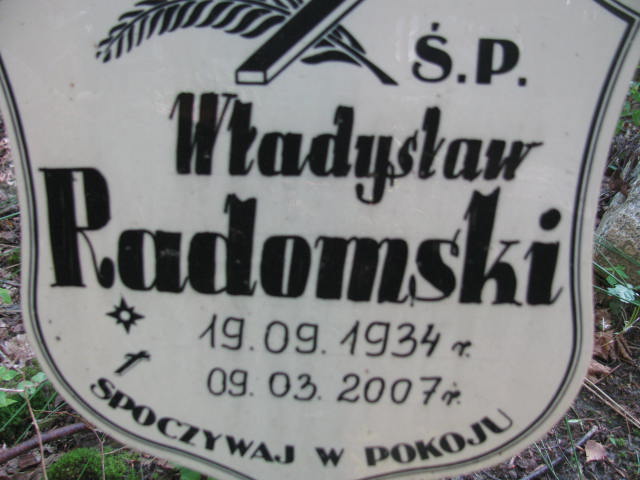 Ś.P.
Władysław
Radomski
19.09.1934 r.
09.03.2007 r.
SPOCZYWAJ W POKOJU